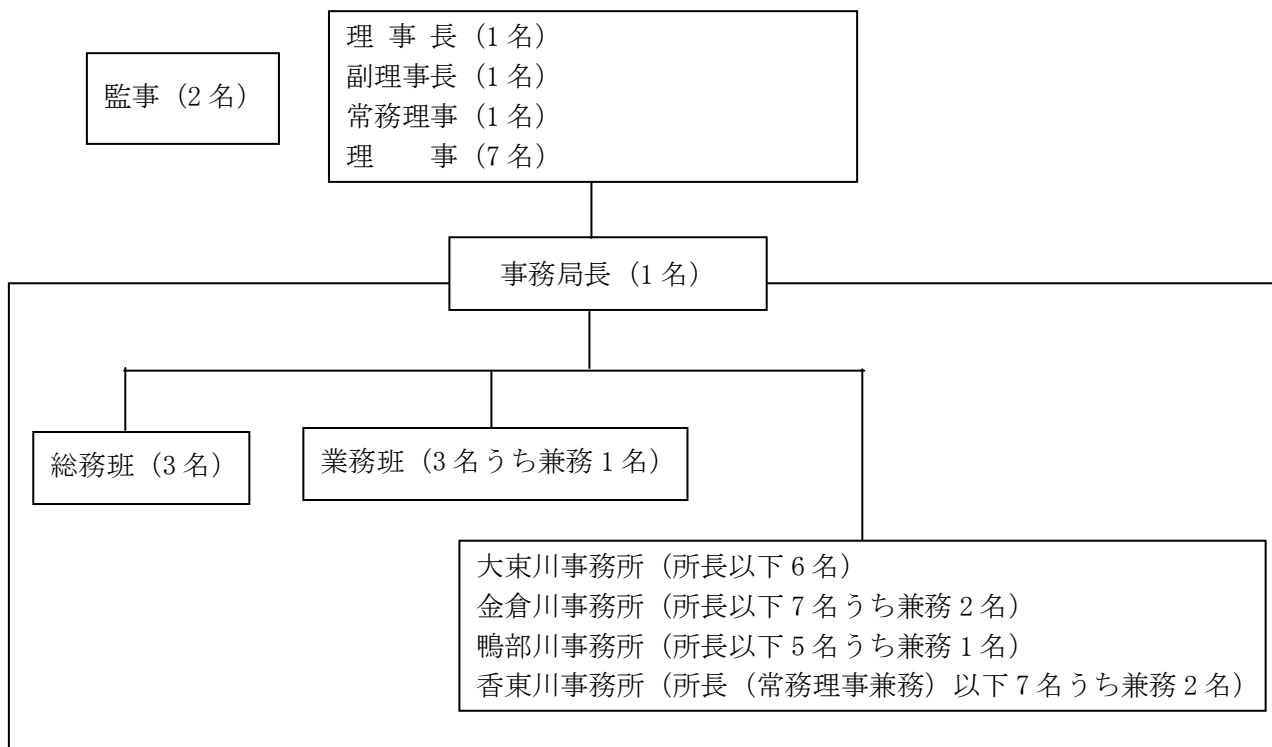 理 事 長 (1 名)
副理事長 (1 名)
常務理事 (1 名)
理　　事 (7 名)
監事 (2 名)
事務局長 (1 名)
総務班 (3 名)
業務班 (3 名うち兼務 1 名)
大束川事務所 (所長以下 6 名)
金倉川事務所 (所長以下 7 名うち兼務 2 名)
鴨部川事務所 (所長以下 5 名うち兼務 1 名)
香東川事務所 (所長 (常務理事兼務) 以下 7 名うち兼務 2 名)